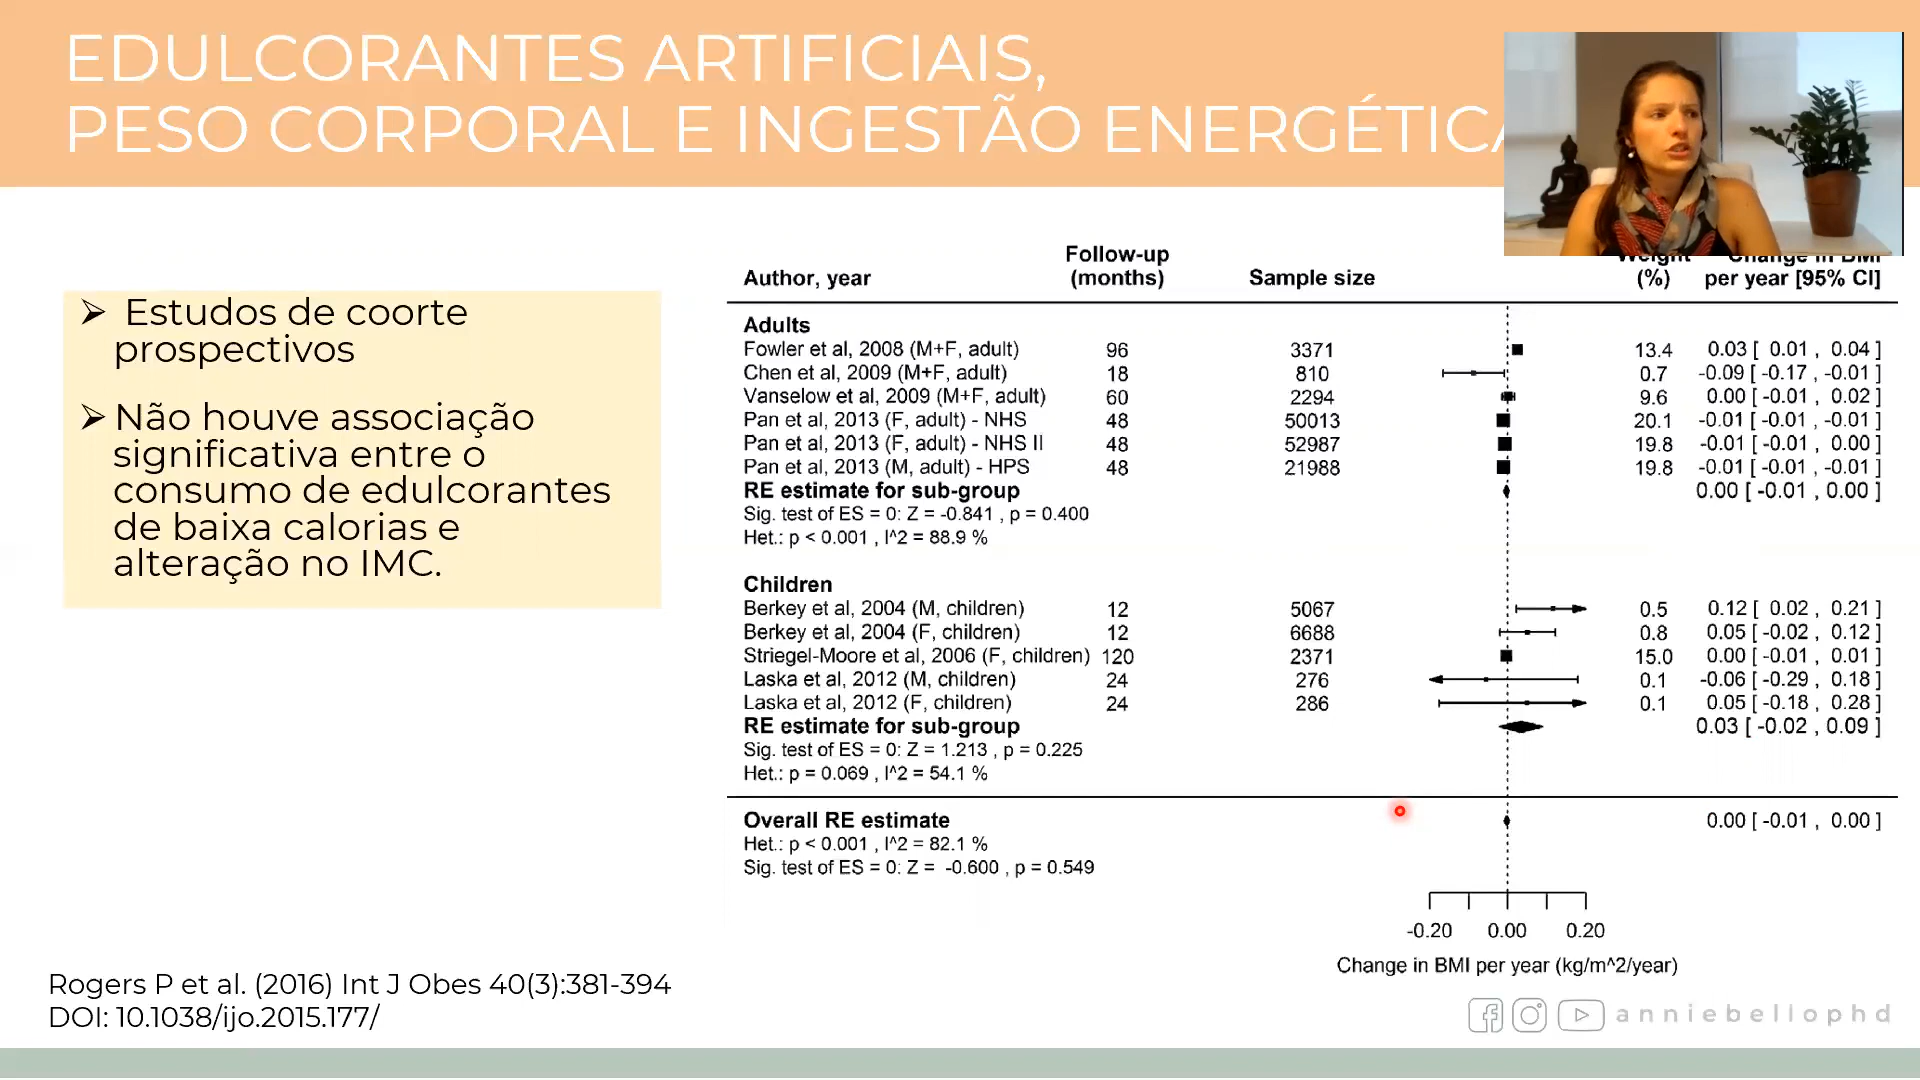 EDULCORANTES ARTIFICIAIS,
PESO CORPORAL E INGESTÃO ENERGÉTICA
➢ Estudos de coorte
prospectivos
➢ Não houve associação
significativa entre o
consumo de edulcorantes
de baixa calorias e
alteração no IMC.
Author, year Follow-up (months) Sample size Weight (%) Change in BMI per year [95% CI]
Adults
Fowler et al, 2008 (M+F, adult) 96 3371 13.4 0.03 [ 0.01 , 0.04 ]
Chen et al, 2009 (M+F, adult) 18 810 0.7 -0.09 [ -0.17 , -0.01 ]
Vanselow et al, 2009 (M+F, adult) 60 2294 9.6 0.00 [ -0.01 , 0.02 ]
Pan et al, 2013 (F, adult) - NHS 48 50013 20.1 -0.01 [ -0.01 , -0.01 ]
Pan et al, 2013 (F, adult) - NHS II 48 52987 19.8 -0.01 [ -0.01 , 0.00 ]
Pan et al, 2013 (M, adult) - HPS 48 21988 19.8 -0.01 [ -0.01 , -0.01 ]
RE estimate for sub-group 0.00 [ -0.01 , 0.00 ]
Sig. test of ES = 0: Z = -0.841 , p = 0.400
Het.: p < 0.001 , I^2 = 88.9 %
Children
Berkey et al, 2004 (M, children) 12 5067 0.5 0.12 [ 0.02 , 0.21 ]
Berkey et al, 2004 (F, children) 12 6688 0.8 0.05 [ -0.02 , 0.12 ]
Striegel-Moore et al, 2006 (F, children) 120 2371 15.0 0.00 [ -0.01 , 0.01 ]
Laska et al, 2012 (M, children) 24 276 0.1 -0.06 [ -0.29 , 0.18 ]
Laska et al, 2012 (F, children) 24 286 0.1 0.05 [ -0.18 , 0.28 ]
RE estimate for sub-group 0.03 [ -0.02 , 0.09 ]
Sig. test of ES = 0: Z = 1.213 , p = 0.225
Het.: p = 0.069 , I^2 = 54.1 %
Overall RE estimate 0.00 [ -0.01 , 0.00 ]
Het.: p < 0.001 , I^2 = 82.1 %
Sig. test of ES = 0: Z = -0.600 , p = 0.549
-0.20 0.00 0.20
Change in BMI per year (kg/m^2/year)
Rogers P et al. (2016) Int J Obes 40(3):381-394
DOI: 10.1038/ijo.2015.177/
anniebellophd